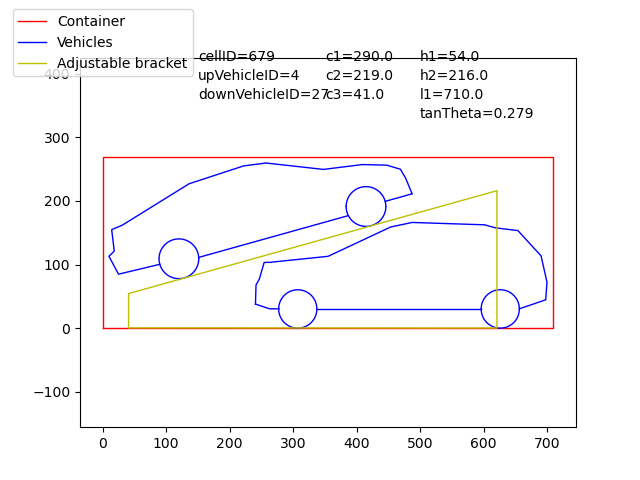 Container
Vehicles
Adjustable bracket
cellID=679 c1=290.0 h1=54.0
upVehicleID=4 c2=219.0 h2=216.0
downVehicleID=27 c3=41.0 l1=710.0
tanTheta=0.279
400
300
200
100
0
−100
0 100 200 300 400 500 600 700